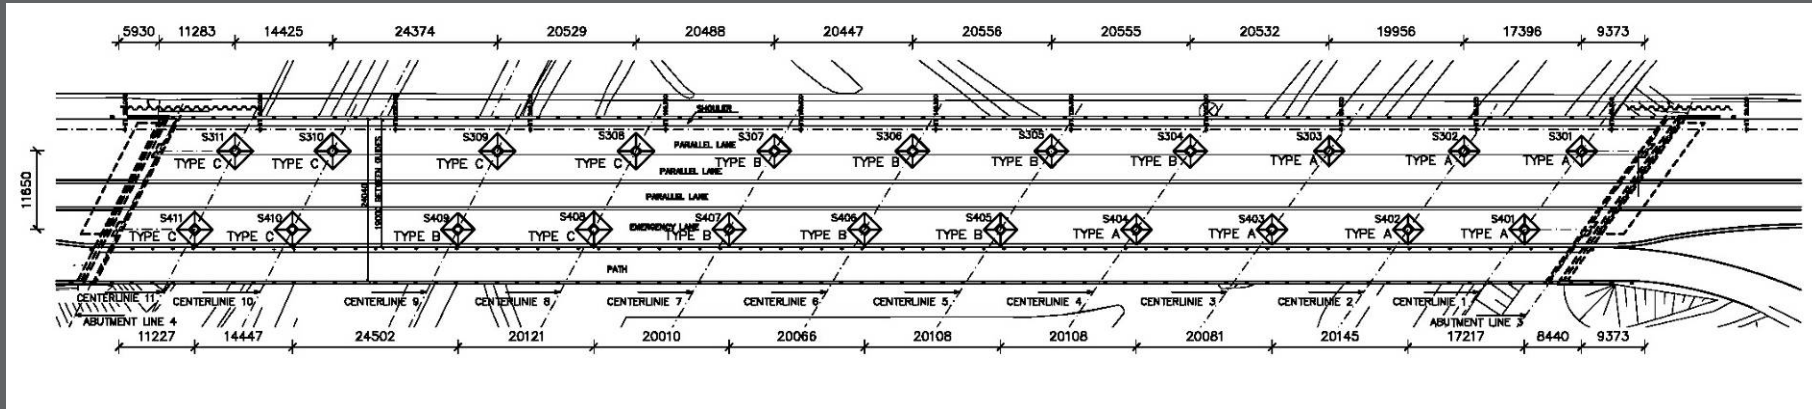 5930 11283 14425 24374 20529 20488 20447 20556 20555 20532 19956 17396 9373
SHOULER
S311 S310 S309 S308 S307 S306 S305 S304 S303 S302 S301
PARALLEL LANE
TYPE C TYPE C TYPE C TYPE C TYPE B TYPE B TYPE B TYPE B TYPE A TYPE A TYPE A
PARALLEL LANE
11650
24040
PARALLEL LANE
S411 S410 S409 S408 S407 S406 S405 S404 S403 S402 S401
EMERGENCY LANE
TYPE C TYPE C TYPE B TYPE C TYPE B TYPE B TYPE B TYPE A TYPE A TYPE A TYPE A
PATH
CENTERLINIE 11 CENTERLINIE 10 CENTERLINIE 9 CENTERLINIE 8 CENTERLINIE 7 CENTERLINIE 6 CENTERLINIE 5 CENTERLINIE 4 CENTERLINIE 3 CENTERLINIE 2 CENTERLINIE 1
ABUTMENT LINE 4 ABUTMENT LINE 3
11227 14447 24502 20121 20010 20066 20108 20108 20081 20145 17217 8440 9373